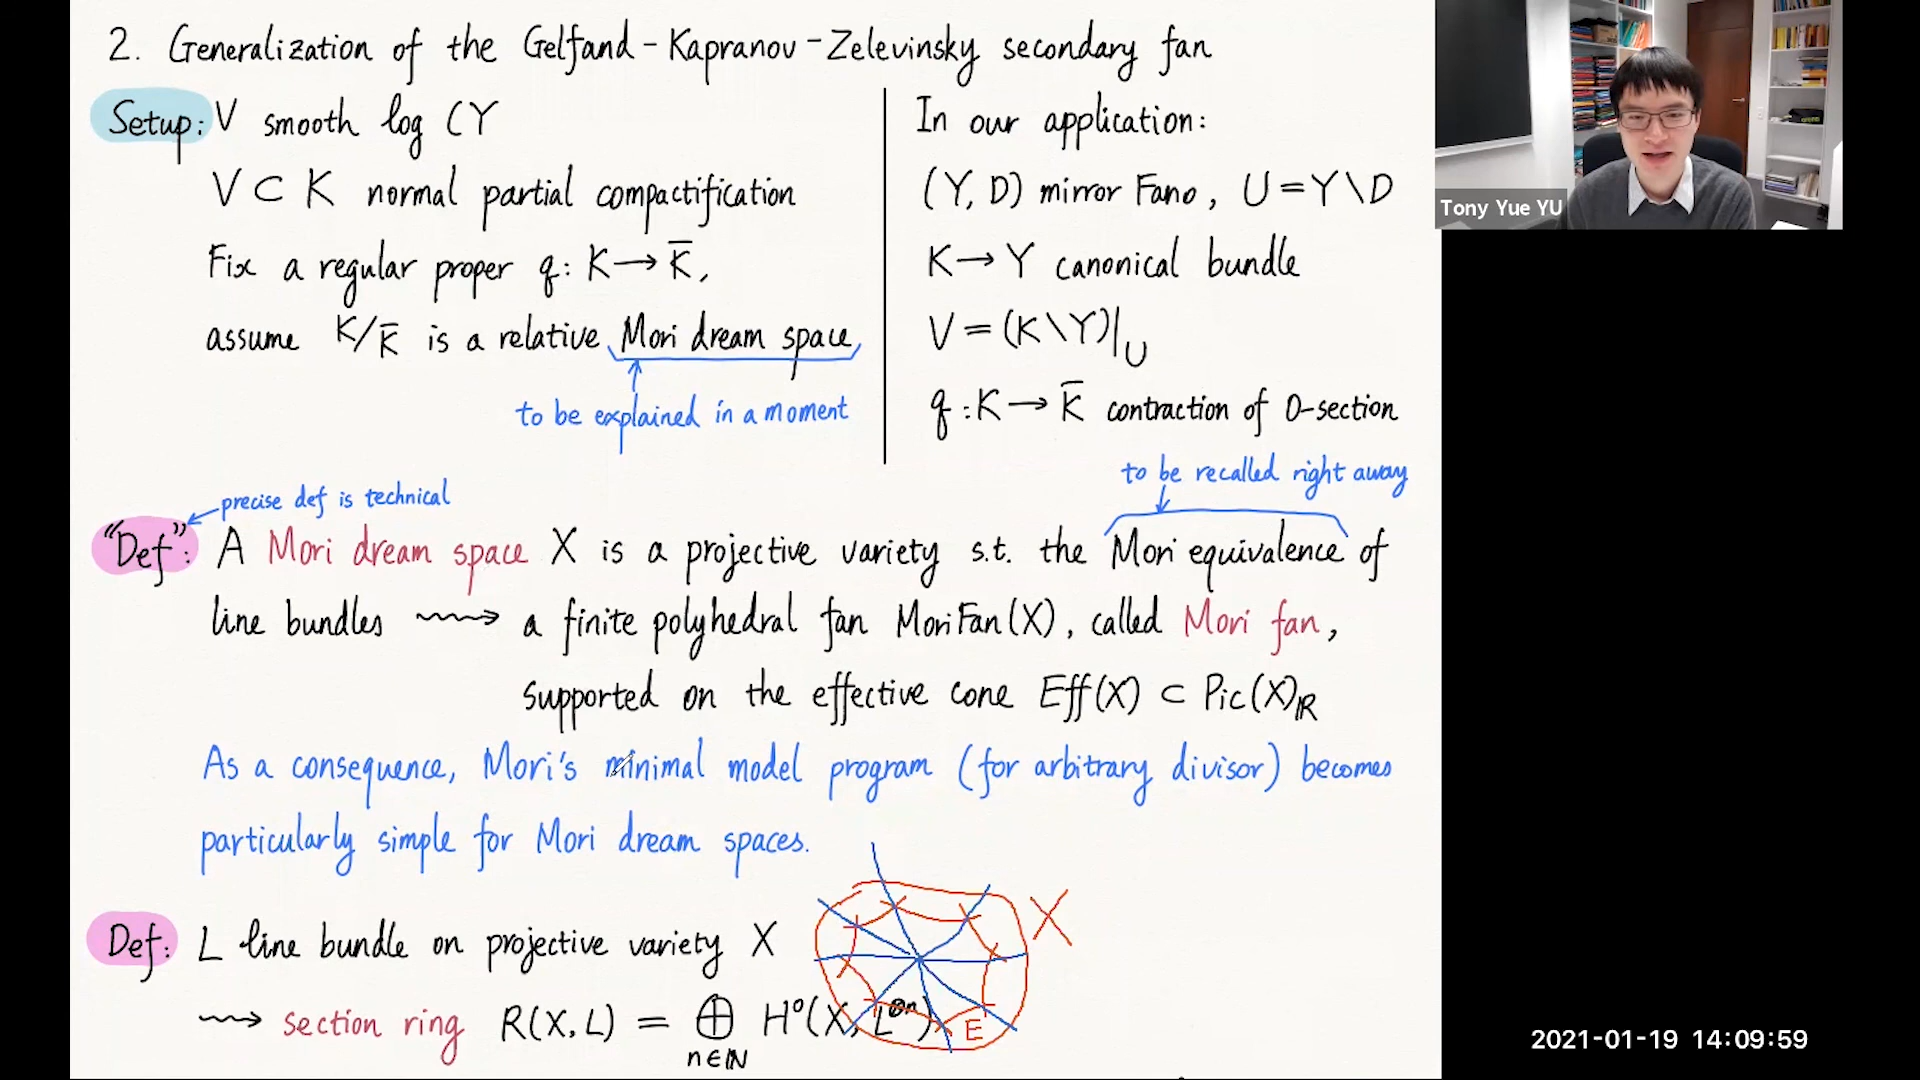 2. Generalization of the Gelfand-Kapranov-Zelevinsky secondary fan
Setup: V smooth log CY
V ⊂ K normal partial compactification
Fix a regular proper q: K → K̄,
assume K/K̄ is a relative Mori dream space
to be explained in a moment
In our application:
(Y, D) mirror Fano, U = Y \ D
K → Y canonical bundle
V = (K \ Y)|U
q: K → K̄ contraction of 0-section
to be recalled right away
precise def is technical
"Def": A Mori dream space X is a projective variety s.t. the Mori equivalence of
line bundles ⟿ a finite polyhedral fan MoriFan(X), called Mori fan,
supported on the effective cone Eff(X) ⊂ Pic(X)ℝ
As a consequence, Mori's minimal model program (for arbitrary divisor) becomes
particularly simple for Mori dream spaces.
Def: L line bundle on projective variety X
⟿ section ring R(X, L) = ⊕ H⁰(X, L^⊗n)
n∈ℕ
X
E
Tony Yue YU
2021-01-19 14:09:59